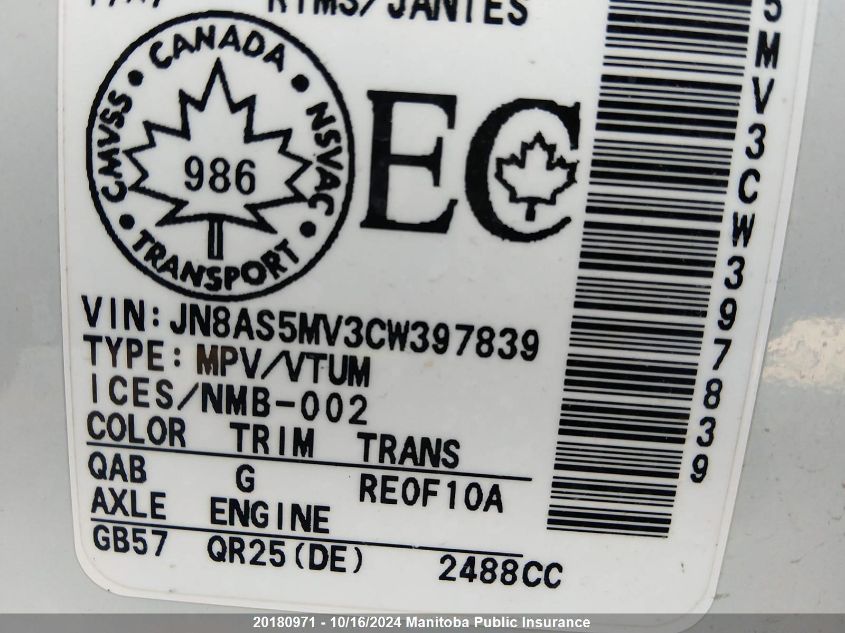 RIMS/JANTES
CANADA
CMVSS
NSVAC
986
TRANSPORT
EC
VIN: JN8AS5MV3CW397839
TYPE: MPV/VTUM
ICES/NMB-002
COLOR TRIM TRANS
QAB G RE0F10A
AXLE ENGINE
GB57 QR25(DE) 2488CC
5MV3CW397839
20180971 - 10/16/2024 Manitoba Public Insurance